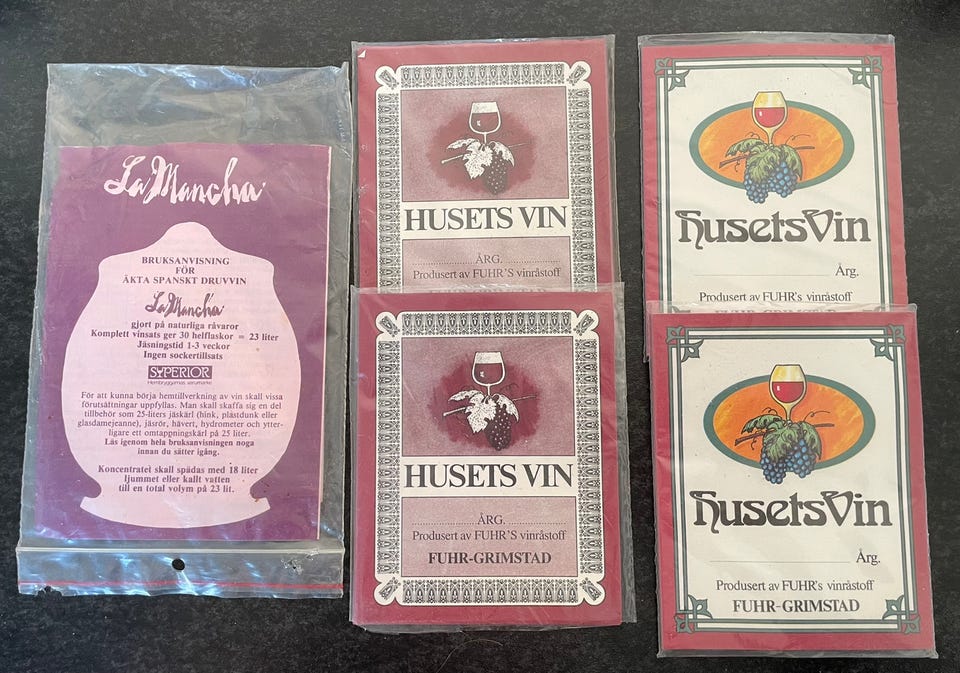 La Mancha
BRUKSANVISNING
FÖR
ÄKTA SPANSKT DRUVVIN
La Mancha
gjort på naturliga råvaror
Komplett vinsats ger 30 helflaskor = 23 liter
Jäsningstid 1-3 veckor
Ingen sockertillsats
SUPERIOR
Hembryggarnas varumärke
För att kunna börja hemtillverkning av vin skall vissa
förutsättningar uppfyllas. Man skall skaffa sig en del
tillbehör som 25-liters jäskärl (hink, plastdunk eller
glasdamejeanne), jäsrör, hävert, hydrometer och ytter-
ligare ett omtappningskärl på 25 liter.
Läs igenom hela bruksanvisningen noga
innan du sätter igång.
Koncentratet skall spädas med 18 liter
ljummet eller kallt vatten
till en total volym på 23 lit.
HUSETS VIN
ÅRG.
Produsert av FUHR'S vinråstoff
HUSETS VIN
ÅRG.
Produsert av FUHR'S vinråstoff
FUHR-GRIMSTAD
HusetsVin
Årg.
Produsert av FUHR's vinråstoff
FUHR-GRIMSTAD
HusetsVin
Årg.
Produsert av FUHR's vinråstoff
FUHR-GRIMSTAD